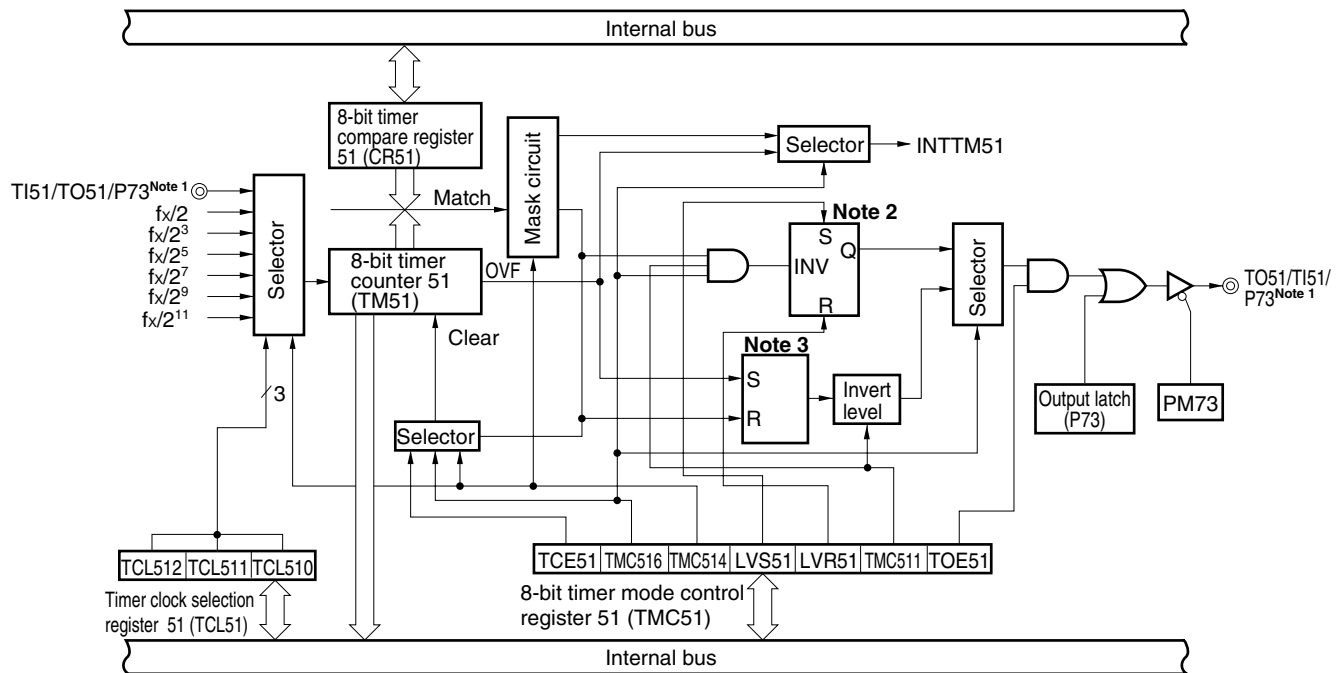 Internal bus
8-bit timer
compare register
51 (CR51)
Mask circuit
Selector
INTTM51
TI51/TO51/P73Note 1
fx/2
fx/2³
fx/2⁵
fx/2⁷
fx/2⁹
fx/2¹¹
Selector
Match
8-bit timer
counter 51
(TM51)
OVF
Clear
Note 2
S
INV
Q
R
Selector
TO51/TI51/
P73Note 1
Note 3
S
R
Invert
level
Output latch
(P73)
PM73
3
Selector
TCL512 TCL511 TCL510
Timer clock selection
register 51 (TCL51)
TCE51 TMC516 TMC514 LVS51 LVR51 TMC511 TOE51
8-bit timer mode control
register 51 (TMC51)
Internal bus